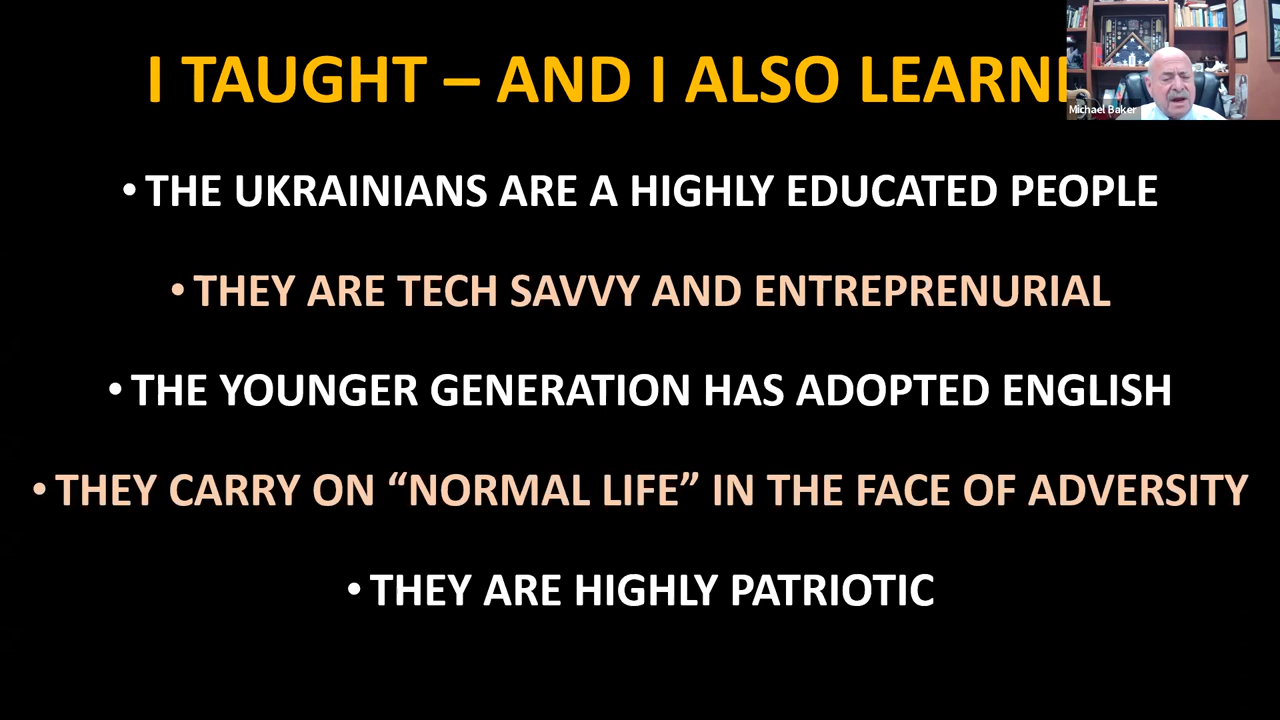 I TAUGHT – AND I ALSO
Michael Baker
• THE UKRAINIANS ARE A HIGHLY EDUCATED PEOPLE
• THEY ARE TECH SAVVY AND ENTREPRENURIAL
• THE YOUNGER GENERATION HAS ADOPTED ENGLISH
• THEY CARRY ON “NORMAL LIFE” IN THE FACE OF ADVERSITY
• THEY ARE HIGHLY PATRIOTIC